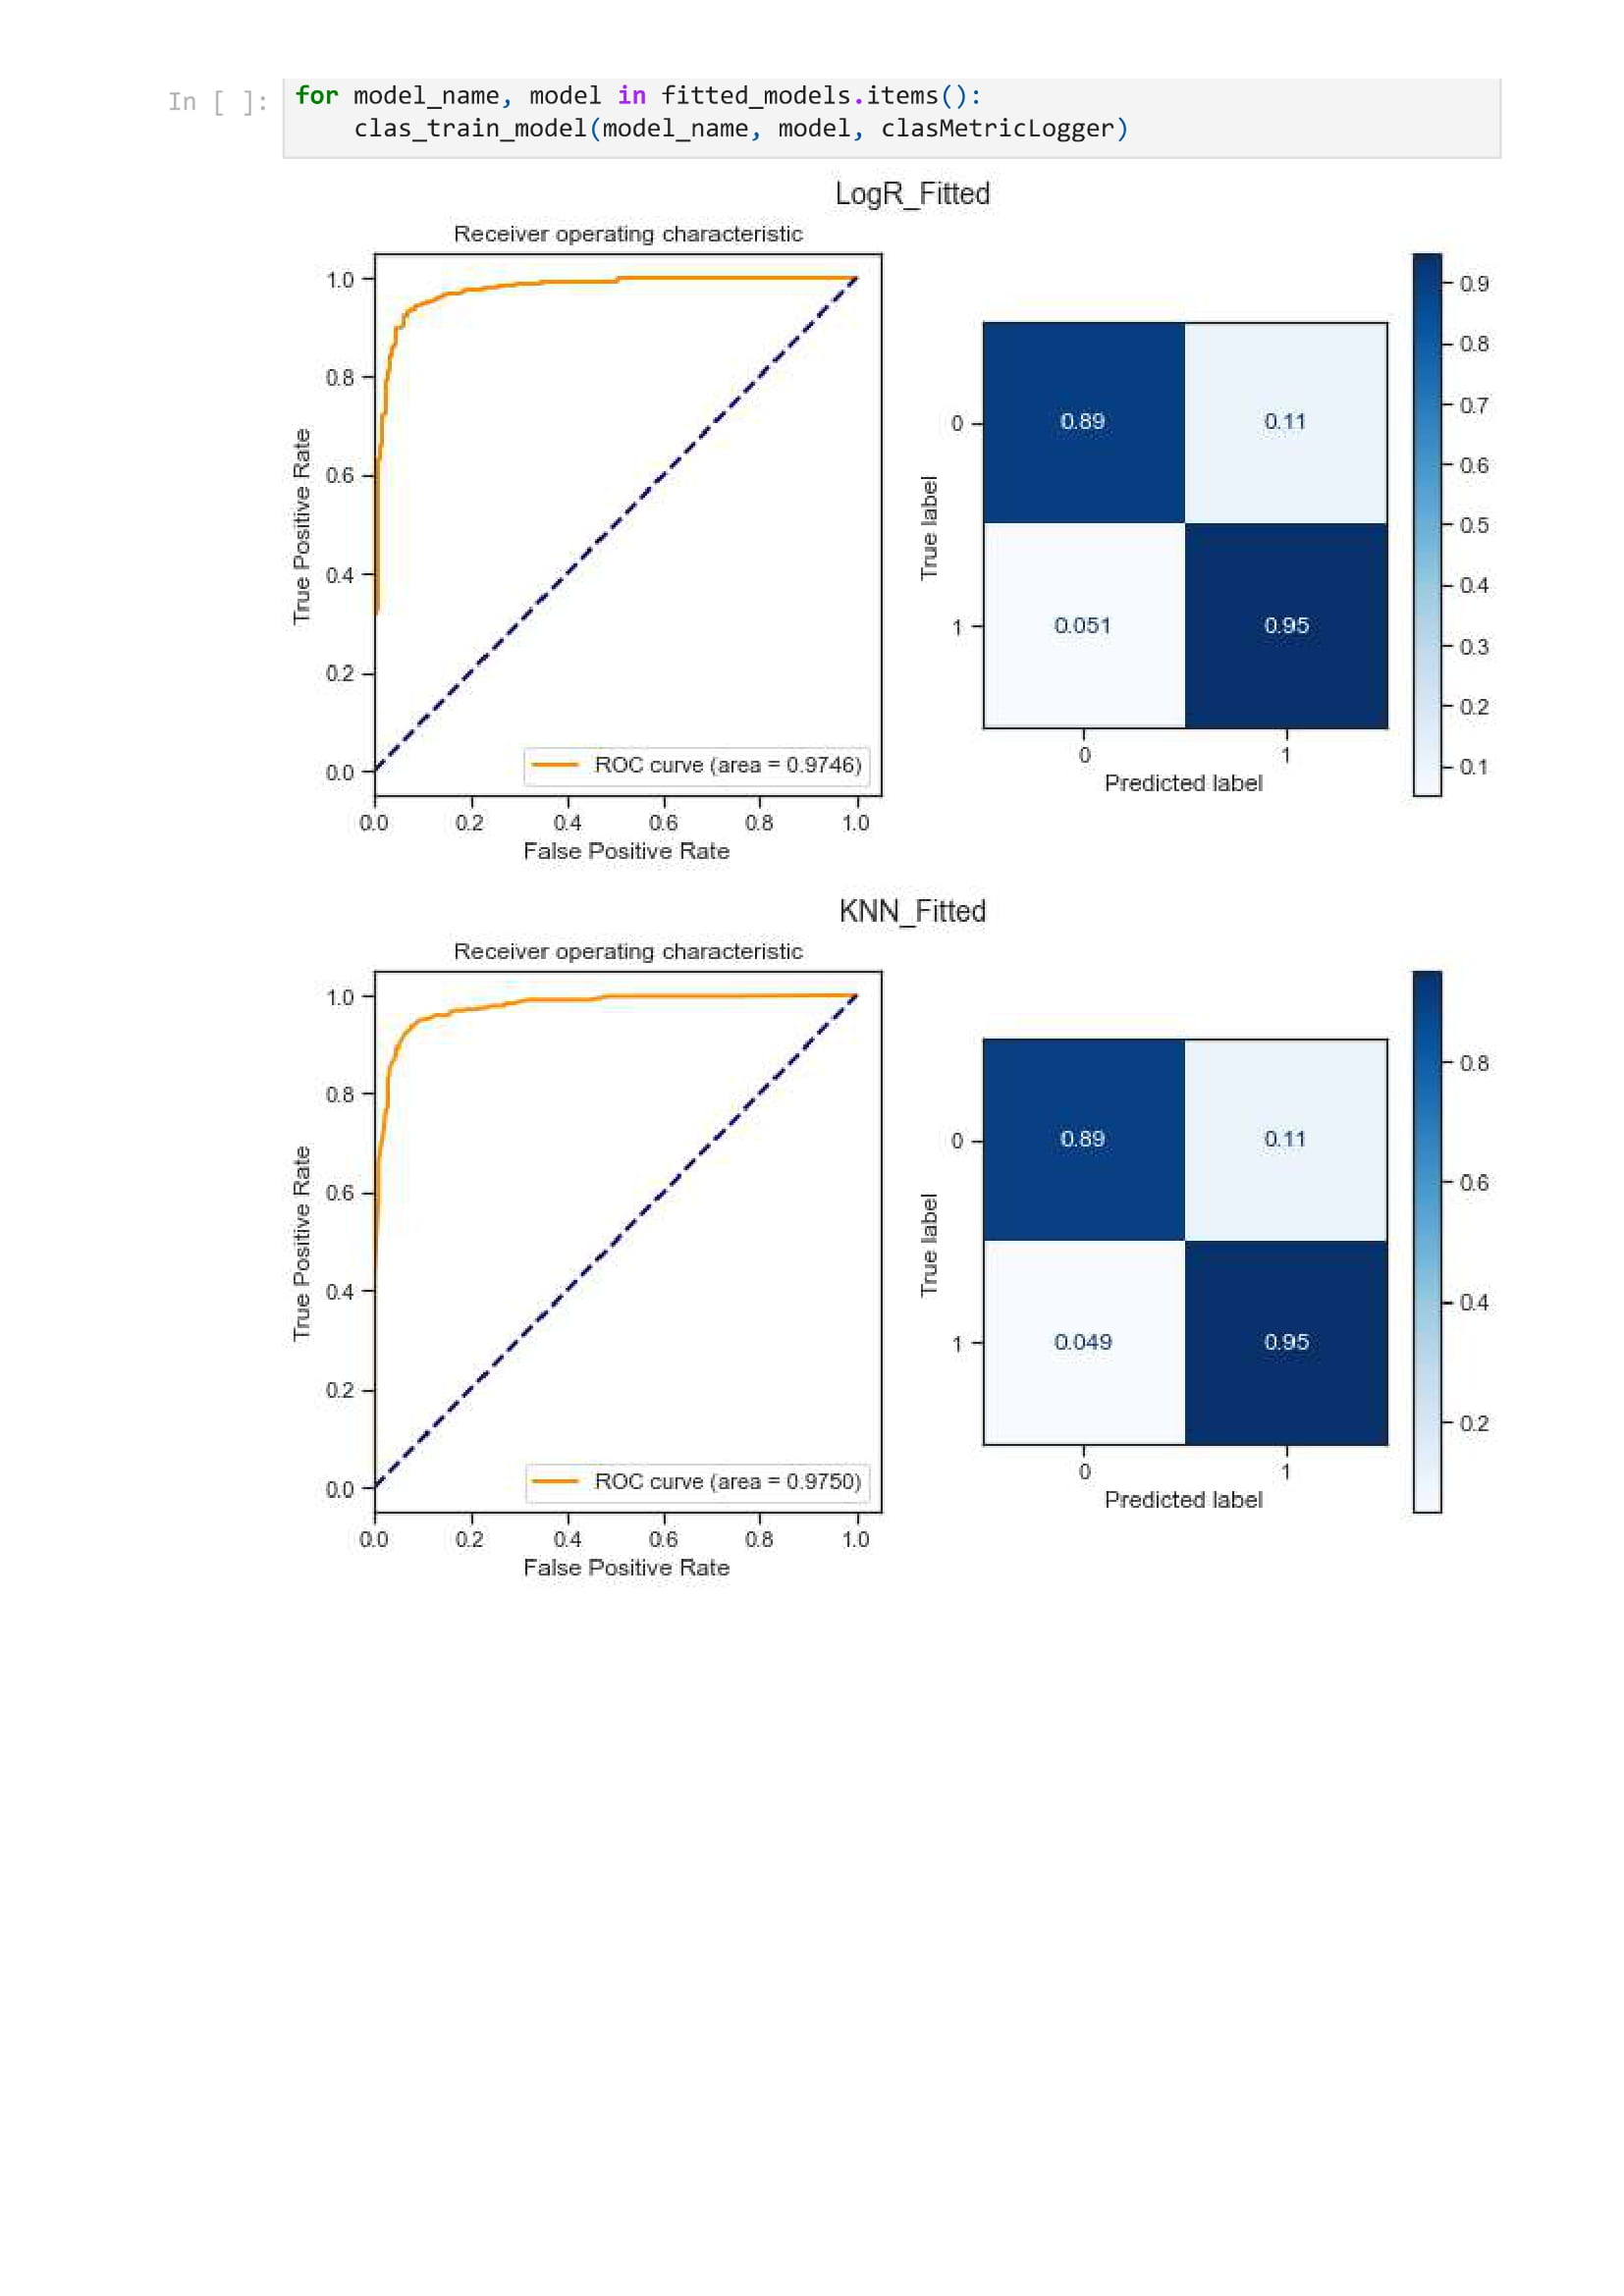 In [ ]:
for model_name, model in fitted_models.items():
    clas_train_model(model_name, model, clasMetricLogger)
LogR_Fitted
Receiver operating characteristic
1.0
0.8
0.6
0.4
0.2
0.0
True Positive Rate
ROC curve (area = 0.9746)
0.0 0.2 0.4 0.6 0.8 1.0
False Positive Rate
0
1
True label
0.89 0.11
0.051 0.95
0 1
Predicted label
0.9
0.8
0.7
0.6
0.5
0.4
0.3
0.2
0.1
KNN_Fitted
Receiver operating characteristic
1.0
0.8
0.6
0.4
0.2
0.0
True Positive Rate
ROC curve (area = 0.9750)
0.0 0.2 0.4 0.6 0.8 1.0
False Positive Rate
0
1
True label
0.89 0.11
0.049 0.95
0 1
Predicted label
0.8
0.6
0.4
0.2